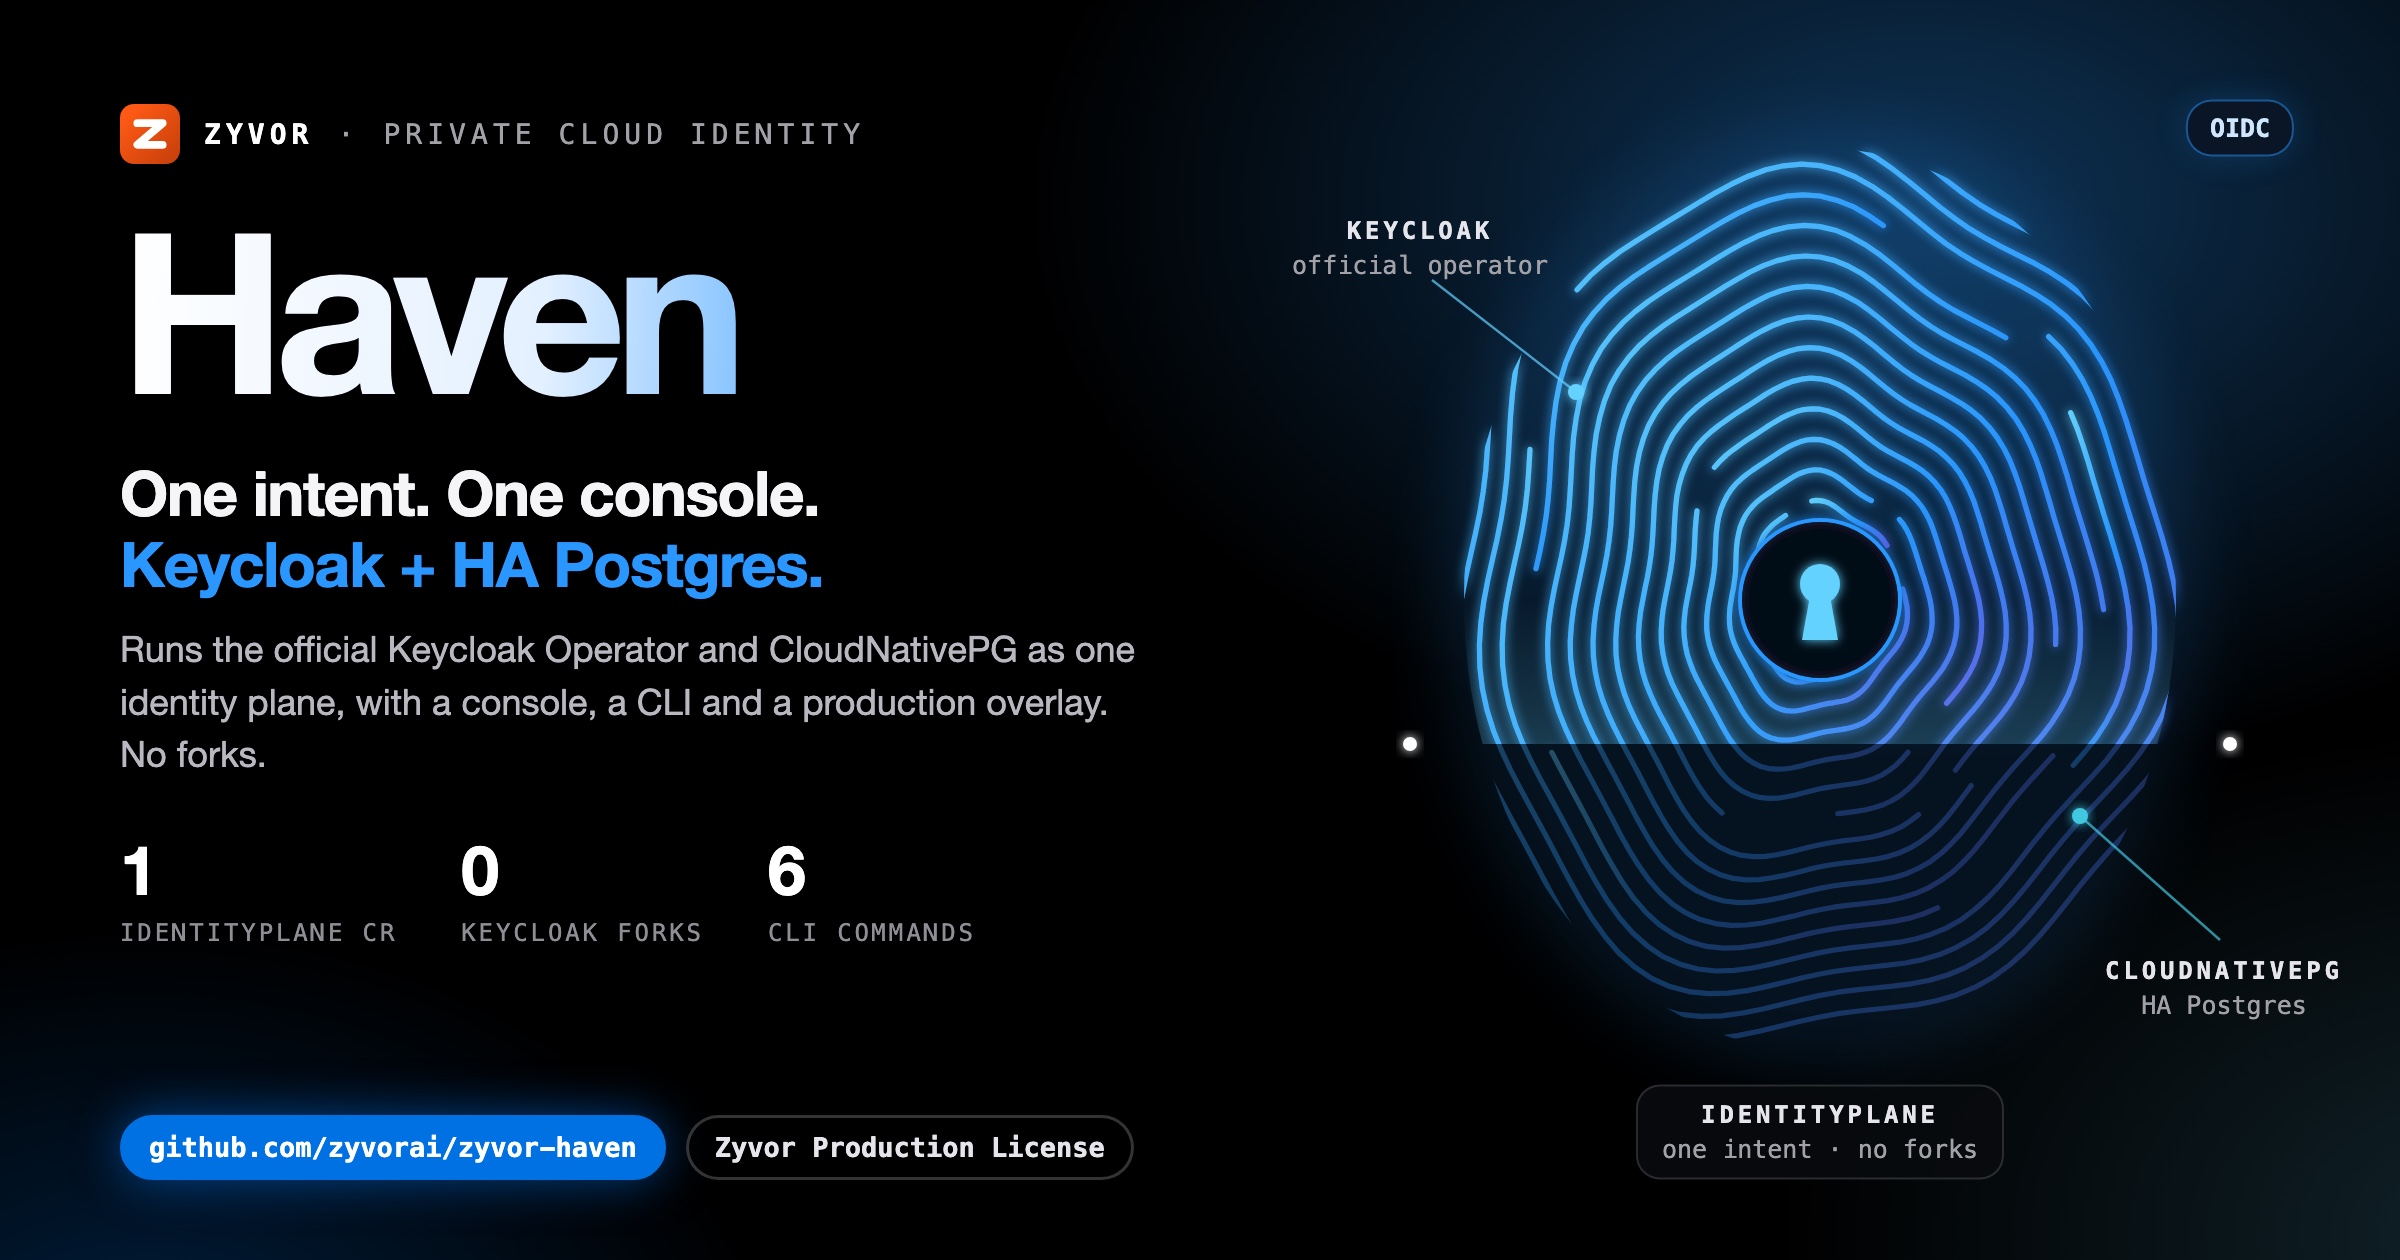 Z ZYVOR · PRIVATE CLOUD IDENTITY
Haven
One intent. One console.
Keycloak + HA Postgres.
Runs the official Keycloak Operator and CloudNativePG as one
identity plane, with a console, a CLI and a production overlay.
No forks.
1 0 6
IDENTITYPLANE CR KEYCLOAK FORKS CLI COMMANDS
github.com/zyvorai/zyvor-haven Zyvor Production License
OIDC
KEYCLOAK
official operator
CLOUDNATIVEPG
HA Postgres
IDENTITYPLANE
one intent · no forks